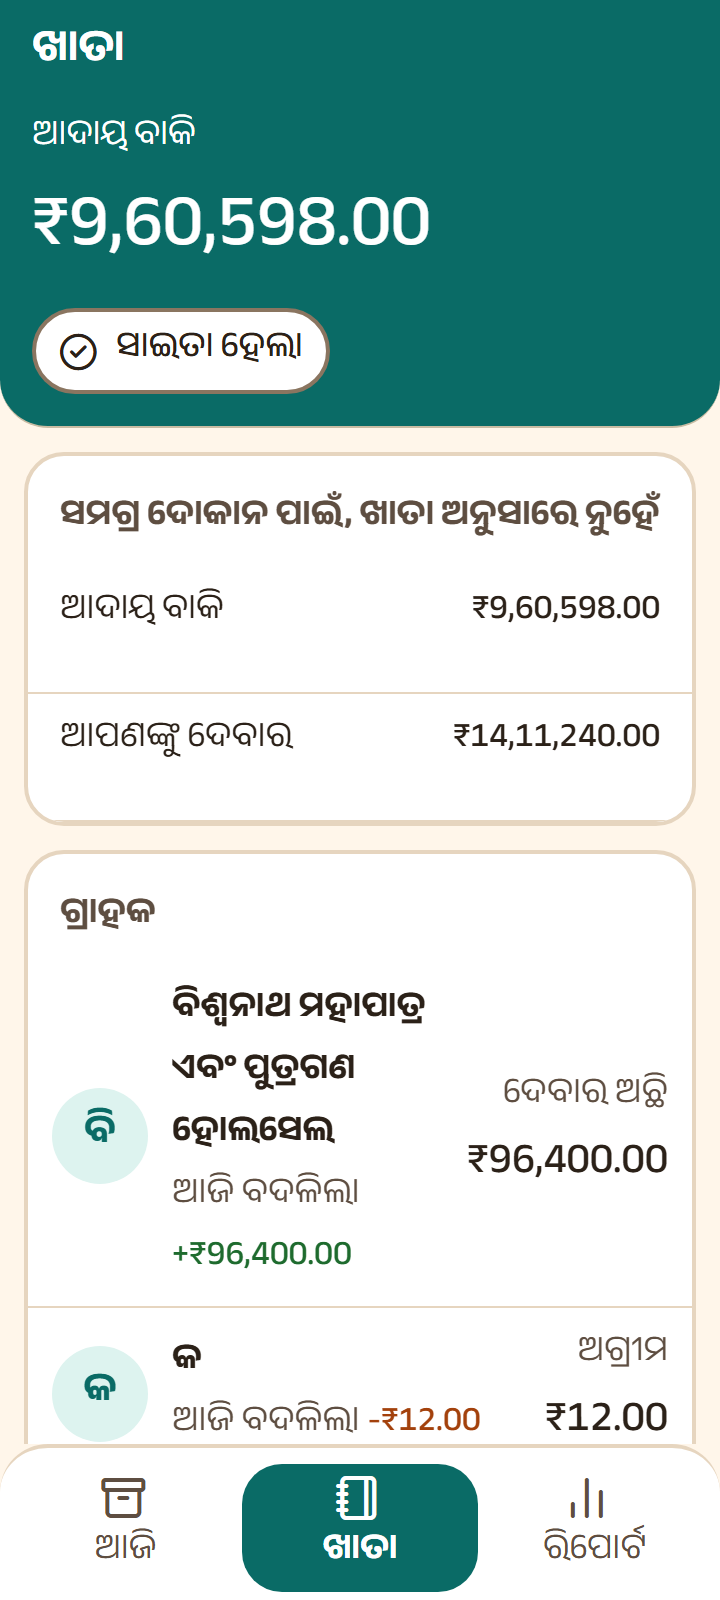 ଖାତା
ଆଦାୟ ବାକି
₹9,60,598.00
ସାଇତା ହେଲା
ସମଗ୍ର ଦୋକାନ ପାଇଁ, ଖାତା ଅନୁସାରେ ନୁହେଁ
ଆଦାୟ ବାକି ₹9,60,598.00
ଆପଣଙ୍କୁ ଦେବାର ₹14,11,240.00
ଗ୍ରାହକ
ବି
ବିଶ୍ୱନାଥ ମହାପାତ୍ର
ଏବଂ ପୁତ୍ରଗଣ
ହୋଲସେଲ
ଆଜି ବଦଳିଲା
+₹96,400.00
ଦେବାର ଅଛି
₹96,400.00
କ
କ
ଆଜି ବଦଳିଲା -₹12.00
ଅଗ୍ରୀମ
₹12.00
ଆଜି
ଖାତା
ରିପୋର୍ଟ